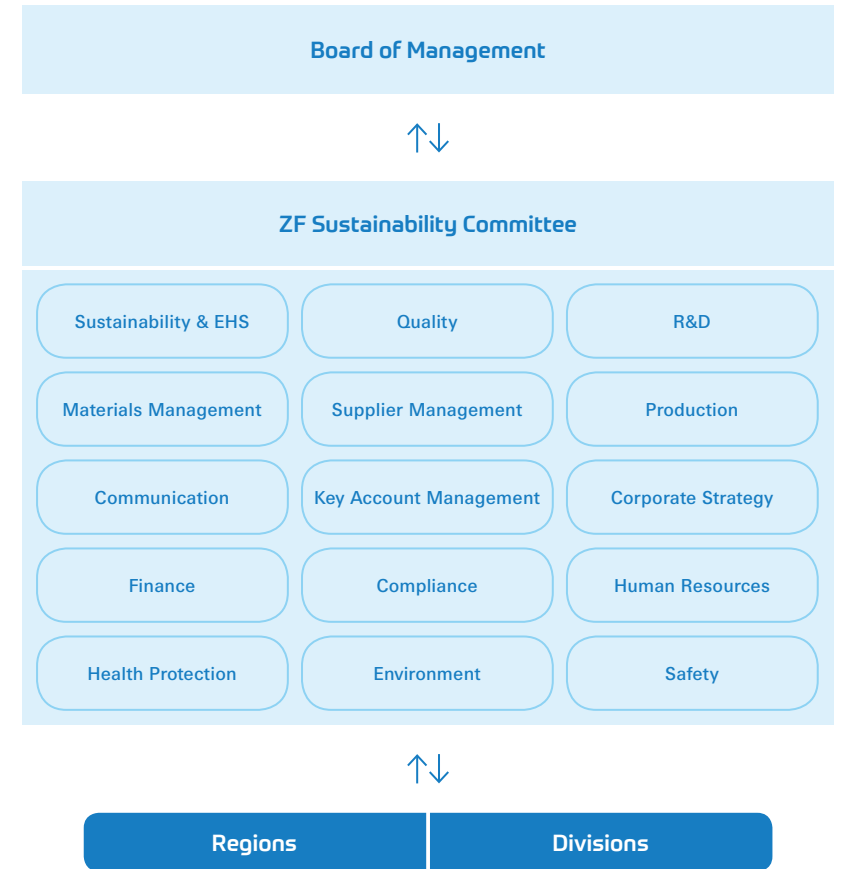 Board of Management
ZF Sustainability Committee
Sustainability & EHS
Quality
R&D
Materials Management
Supplier Management
Production
Communication
Key Account Management
Corporate Strategy
Finance
Compliance
Human Resources
Health Protection
Environment
Safety
Regions
Divisions